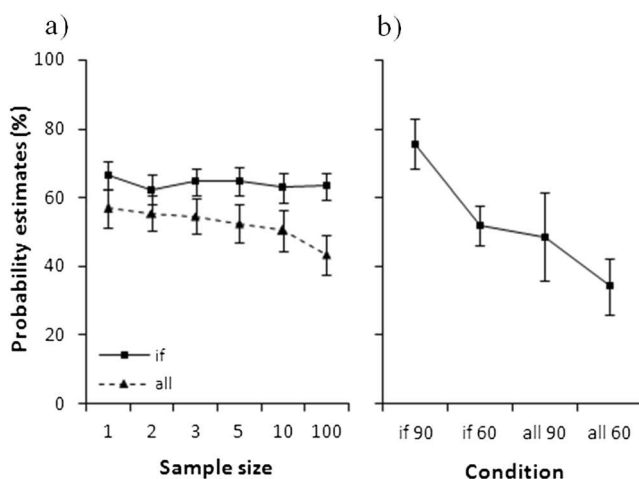 a)
b)
Probability estimates (%)
100
80
60
40
20
0
if
all
1 2 3 5 10 100
Sample size
if 90 if 60 all 90 all 60
Condition